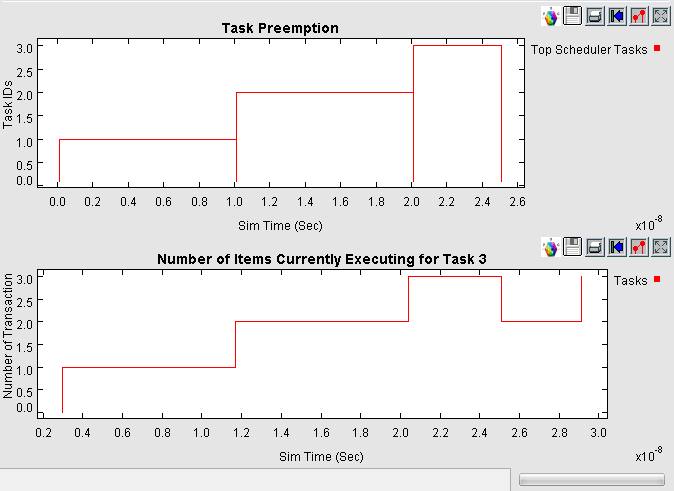 Task Preemption
Top Scheduler Tasks
Task IDs
3.0
2.5
2.0
1.5
1.0
0.5
0.0
0.0 0.2 0.4 0.6 0.8 1.0 1.2 1.4 1.6 1.8 2.0 2.2 2.4 2.6
Sim Time (Sec)
x10^-8
Number of Items Currently Executing for Task 3
Tasks
Number of Transaction
3.0
2.5
2.0
1.5
1.0
0.5
0.0
0.2 0.4 0.6 0.8 1.0 1.2 1.4 1.6 1.8 2.0 2.2 2.4 2.6 2.8 3.0
Sim Time (Sec)
x10^-8